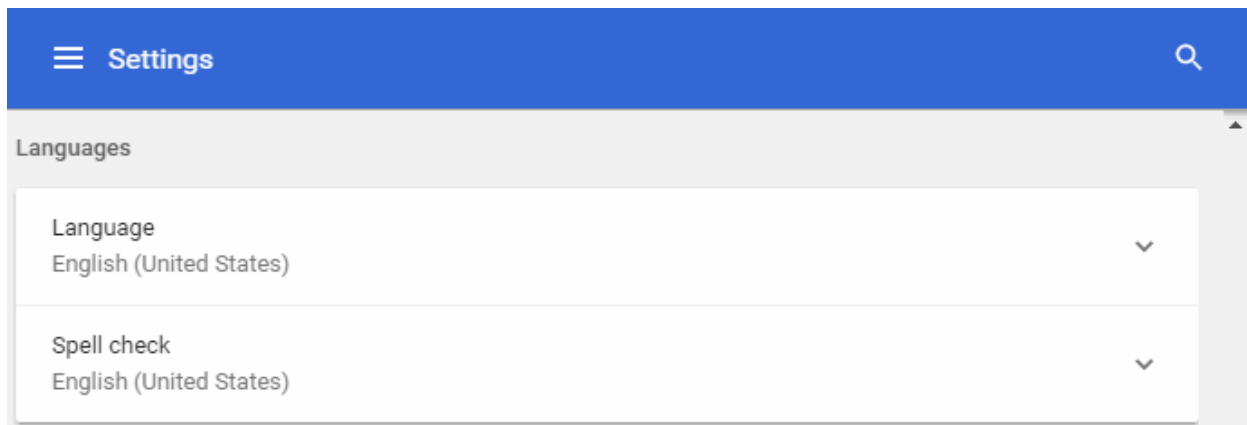 Settings
Languages
Language
English (United States)
Spell check
English (United States)